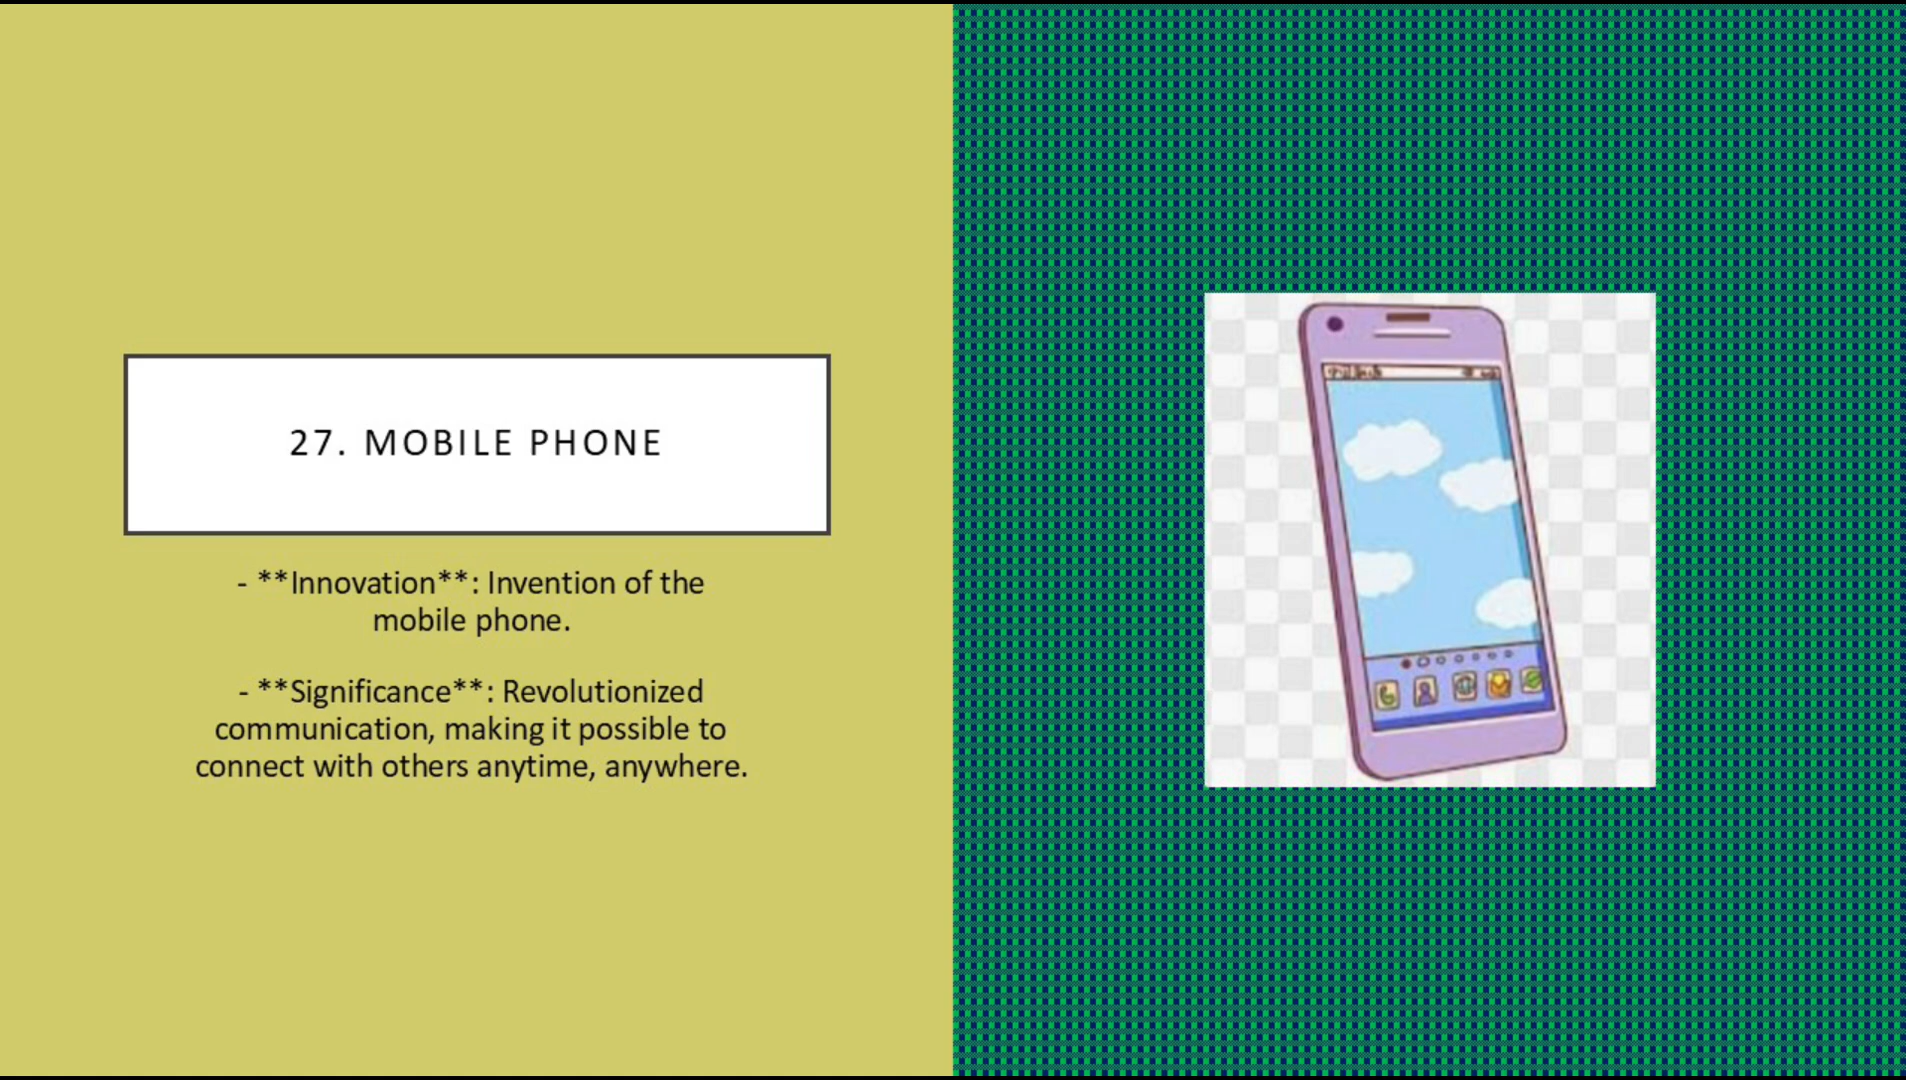 27. MOBILE PHONE
- **Innovation**: Invention of the
mobile phone.
- **Significance**: Revolutionized
communication, making it possible to
connect with others anytime, anywhere.